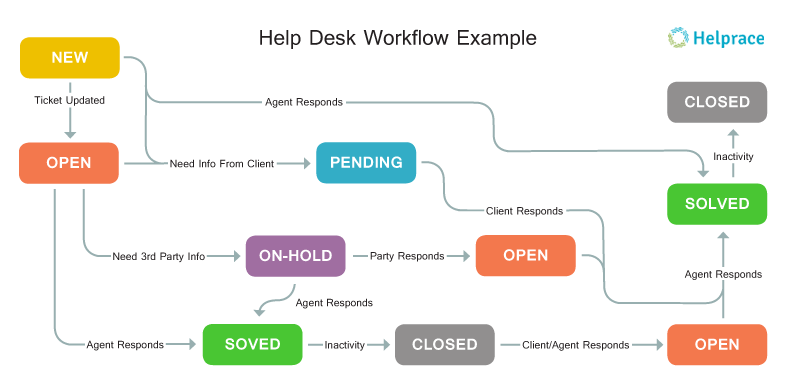 Help Desk Workflow Example
Helprace
NEW
Ticket Updated
Agent Responds
CLOSED
OPEN
Need Info From Client
PENDING
Inactivity
Client Responds
SOLVED
Need 3rd Party Info
ON-HOLD
Party Responds
OPEN
Agent Responds
Agent Responds
Agent Responds
SOVED
Inactivity
CLOSED
Client/Agent Responds
OPEN